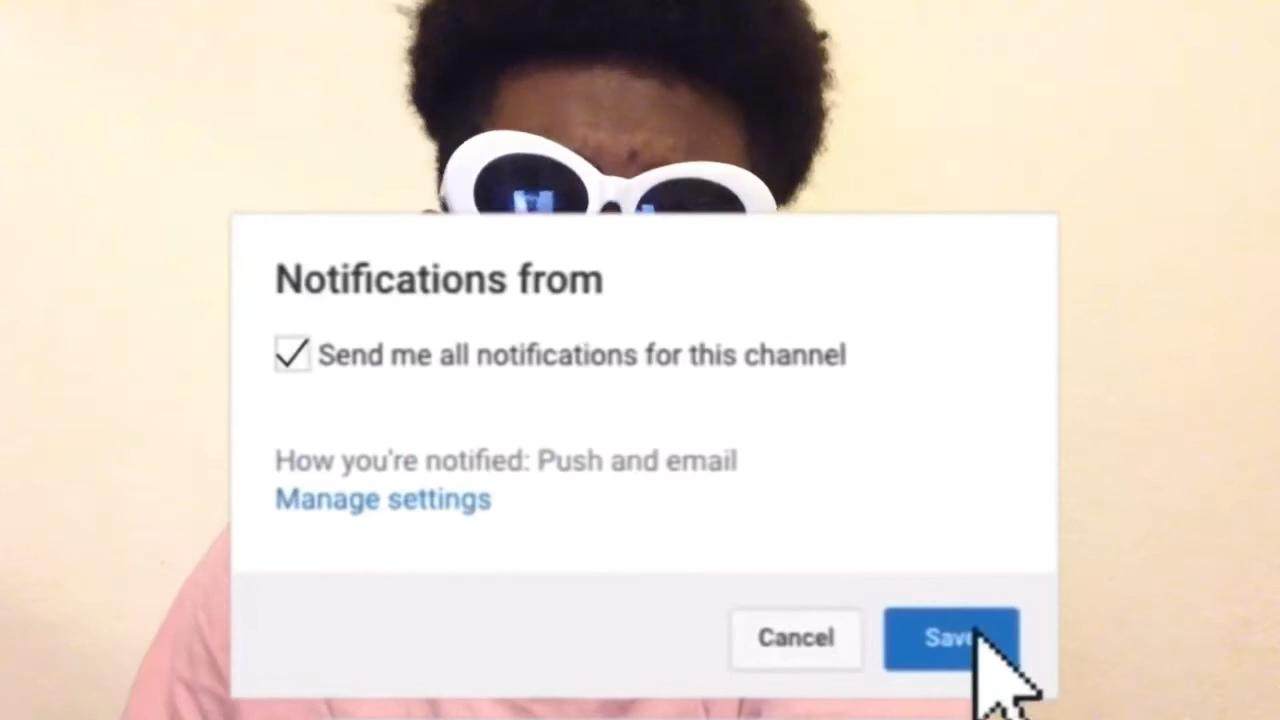 Notifications from
Send me all notifications for this channel
How you're notified: Push and email
Manage settings
Cancel
Save